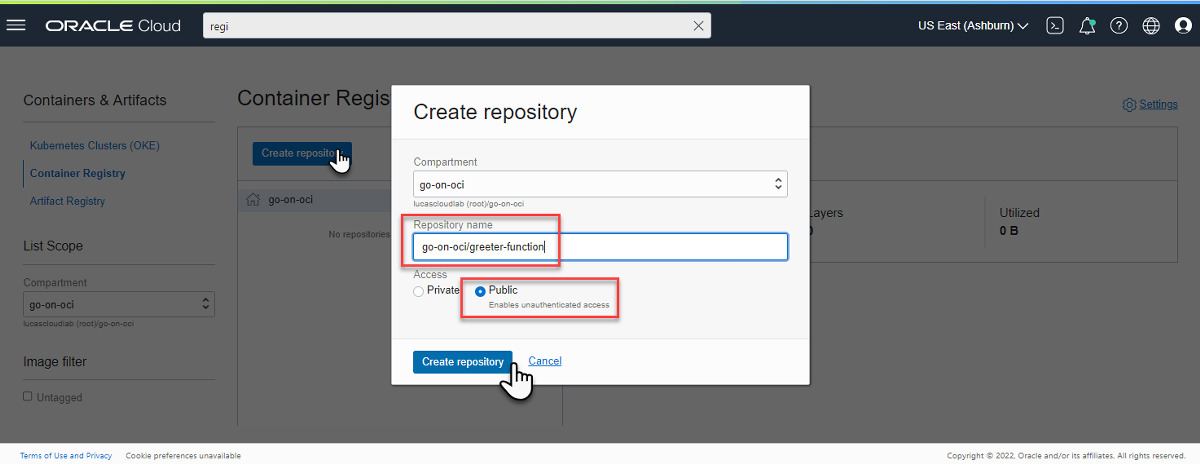 ORACLE Cloud
regi
US East (Ashburn)
Containers & Artifacts
Kubernetes Clusters (OKE)
Container Registry
Artifact Registry
List Scope
Compartment
go-on-oci
lucascloudlab (root)/go-on-oci
Image filter
Untagged
Container Regis
Settings
Create repository
go-on-oci
No repositories
Layers
0
Utilized
0 B
Create repository
Compartment
go-on-oci
lucascloudlab (root)/go-on-oci
Repository name
go-on-oci/greeter-function
Access
Private
Public
Enables unauthenticated access
Create repository
Cancel
Terms of Use and Privacy
Cookie preferences unavailable
Copyright © 2022, Oracle and/or its affiliates. All rights reserved.